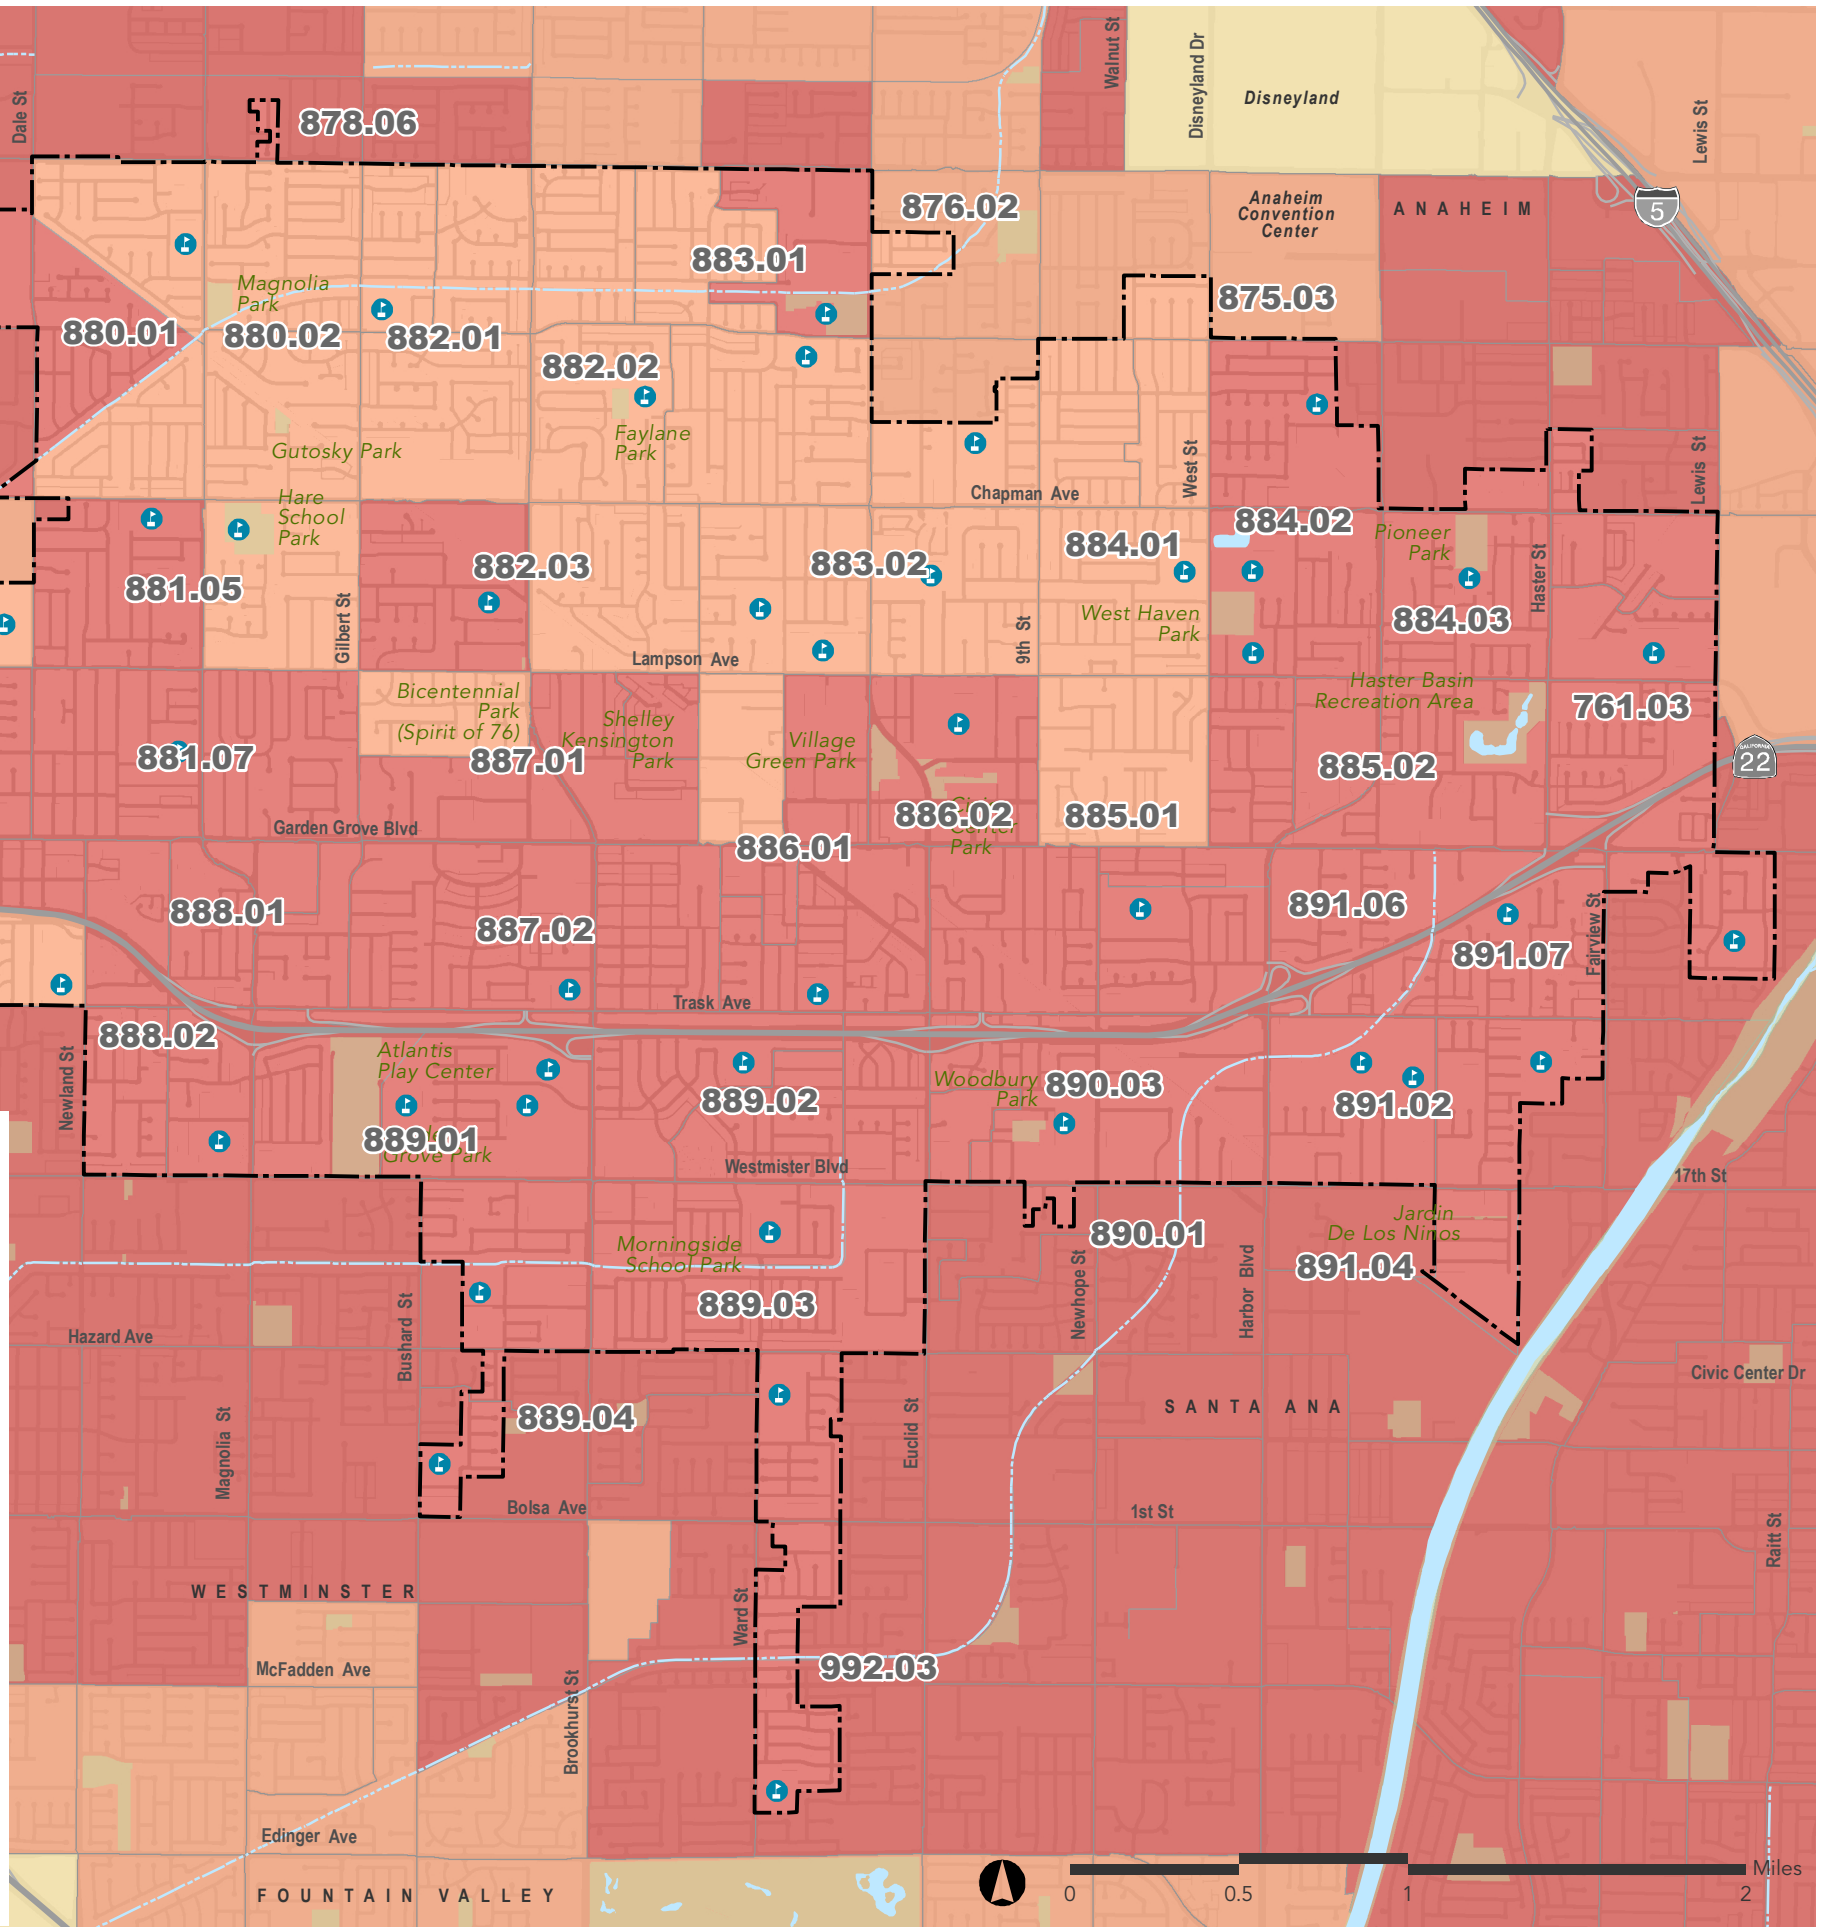 Walnut St
Disneyland Dr
Disneyland
Dale St
878.06
Lewis St
Anaheim
Convention
Center
ANAHEIM
5
876.02
883.01
Magnolia
Park
875.03
880.01
880.02
882.01
882.02
Faylane
Park
Gutosky Park
West St
Lewis St
Chapman Ave
Hare
School
Park
884.02
Pioneer
Park
884.01
882.03
883.02
881.05
Haster St
Gilbert St
West Haven
Park
884.03
9th St
Lampson Ave
Haster Basin
Recreation Area
Bicentennial
Park
(Spirit of 76)
Shelley
Kensington
Park
Village
Green Park
761.03
881.07
887.01
885.02
CALIFORNIA
22
886.02
Center
Park
885.01
Garden Grove Blvd
886.01
888.01
887.02
891.06
891.07
Fairview St
Trask Ave
888.02
Atlantis
Play Center
Newland St
Woodbury
Park
890.03
889.02
891.02
889.01
Grove Park
Westmister Blvd
17th St
Jardin
De Los Ninos
890.01
Morningside
School Park
891.04
Newhope St
Harbor Blvd
889.03
Bushard St
Hazard Ave
Civic Center Dr
SANTA ANA
889.04
Euclid St
Magnolia St
Bolsa Ave
1st St
Raitt St
WESTMINSTER
Ward St
McFadden Ave
992.03
Brookhurst St
Edinger Ave
FOUNTAIN VALLEY
Miles
0
0.5
1
2